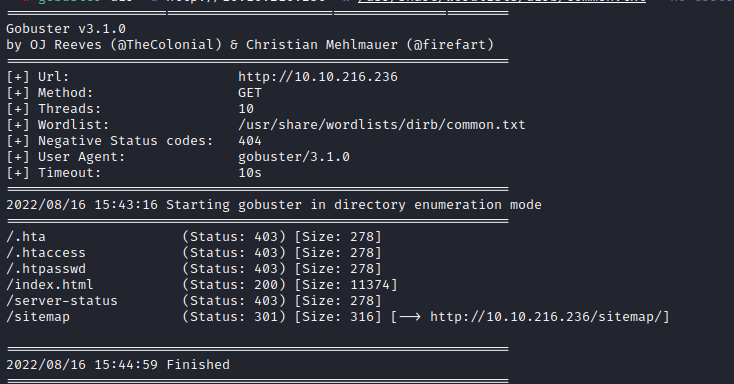 Gobuster v3.1.0
by OJ Reeves (@TheColonial) & Christian Mehlmauer (@firefart)
[+] Url: http://10.10.216.236
[+] Method: GET
[+] Threads: 10
[+] Wordlist: /usr/share/wordlists/dirb/common.txt
[+] Negative Status codes: 404
[+] User Agent: gobuster/3.1.0
[+] Timeout: 10s
2022/08/16 15:43:16 Starting gobuster in directory enumeration mode
/.hta (Status: 403) [Size: 278]
/.htaccess (Status: 403) [Size: 278]
/.htpasswd (Status: 403) [Size: 278]
/index.html (Status: 200) [Size: 11374]
/server-status (Status: 403) [Size: 278]
/sitemap (Status: 301) [Size: 316] [--> http://10.10.216.236/sitemap/]
2022/08/16 15:44:59 Finished